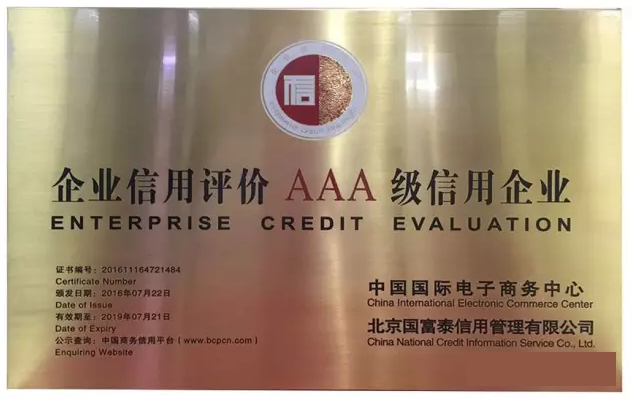 信
企业信用评价 AAA 级信用企业
ENTERPRISE CREDIT EVALUATION
证书编号：201611164721484
Certificate Number
颁发日期：2016年07月22日
Date of Issue
有效期至：2019年07月21日
Date of Expiry
公示查询：中国商务信用平台（www.bcpcn.com）
Enquiring Website
中国国际电子商务中心
China International Electronic Commerce Center
北京国富泰信用管理有限公司
China National Credit Information Service Co., Ltd.